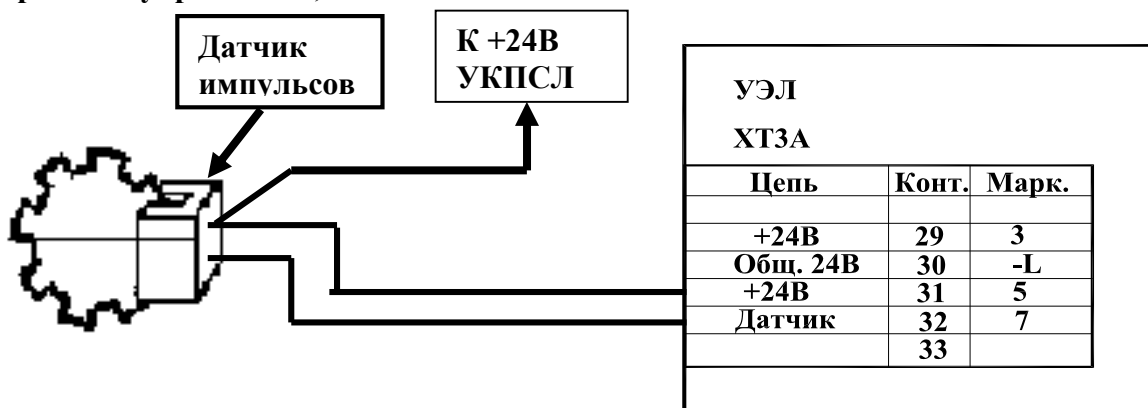 Датчик
импульсов
К +24В
УКПСЛ
УЭЛ
ХТ3А
Цепь Конт. Марк.
+24В 29 3
Общ. 24В 30 -L
+24В 31 5
Датчик 32 7
33